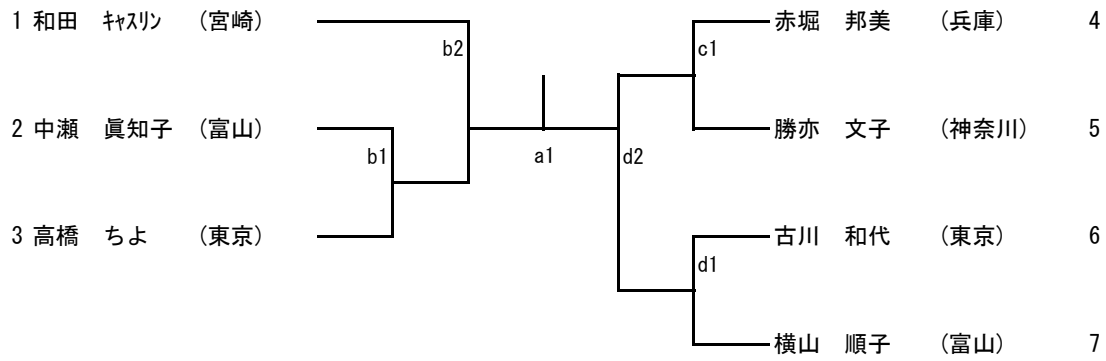 1 和田 ｷｬｽﾘﾝ (宮崎)
赤堀 邦美 (兵庫) 4
b2
c1
2 中瀬 眞知子 (富山)
勝亦 文子 (神奈川) 5
b1
a1
d2
3 高橋 ちよ (東京)
古川 和代 (東京) 6
d1
横山 順子 (富山) 7